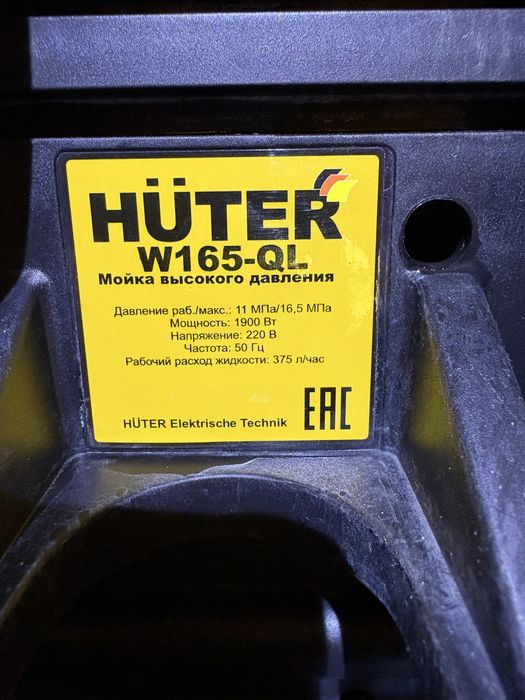 HÜTER
W165-QL
Мойка высокого давления
Давление раб./макс.: 11 МПа/16,5 МПа
Мощность: 1900 Вт
Напряжение: 220 В
Частота: 50 Гц
Рабочий расход жидкости: 375 л/час
HÜTER Elektrische Technik
EAC